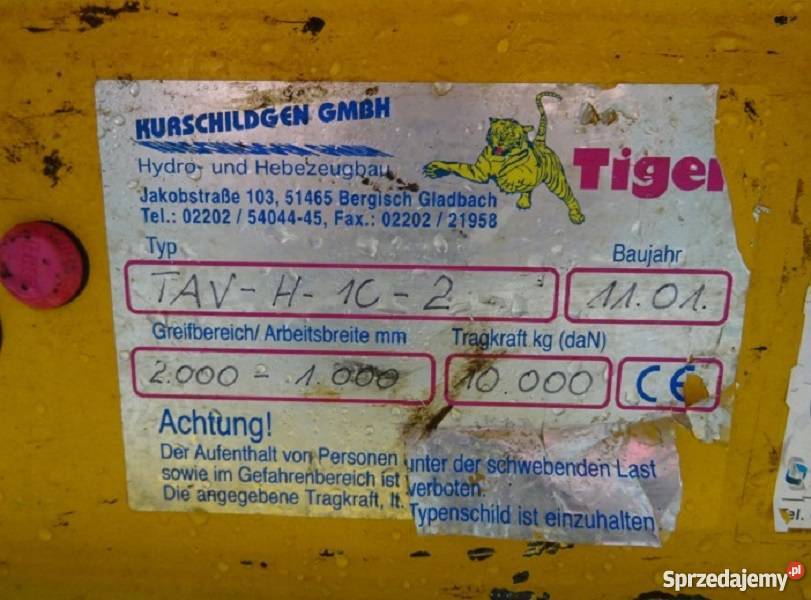 KURSCHILDGEN GMBH
Hydro- und Hebezeugbau
Tiger
Jakobstraße 103, 51465 Bergisch Gladbach
Tel.: 02202 / 54044-45, Fax.: 02202 / 21958
Typ
Baujahr
TAV-H-10-2
11.01.
Greifbereich/ Arbeitsbreite mm
Tragkraft kg (daN)
2.000 - 1.000
10.000
CE
Achtung!
Der Aufenthalt von Personen unter der schwebenden Last
sowie im Gefahrenbereich ist verboten.
Die angegebene Tragkraft, lt. Typenschild ist einzuhalten
el.
Sprzedajemy.pl